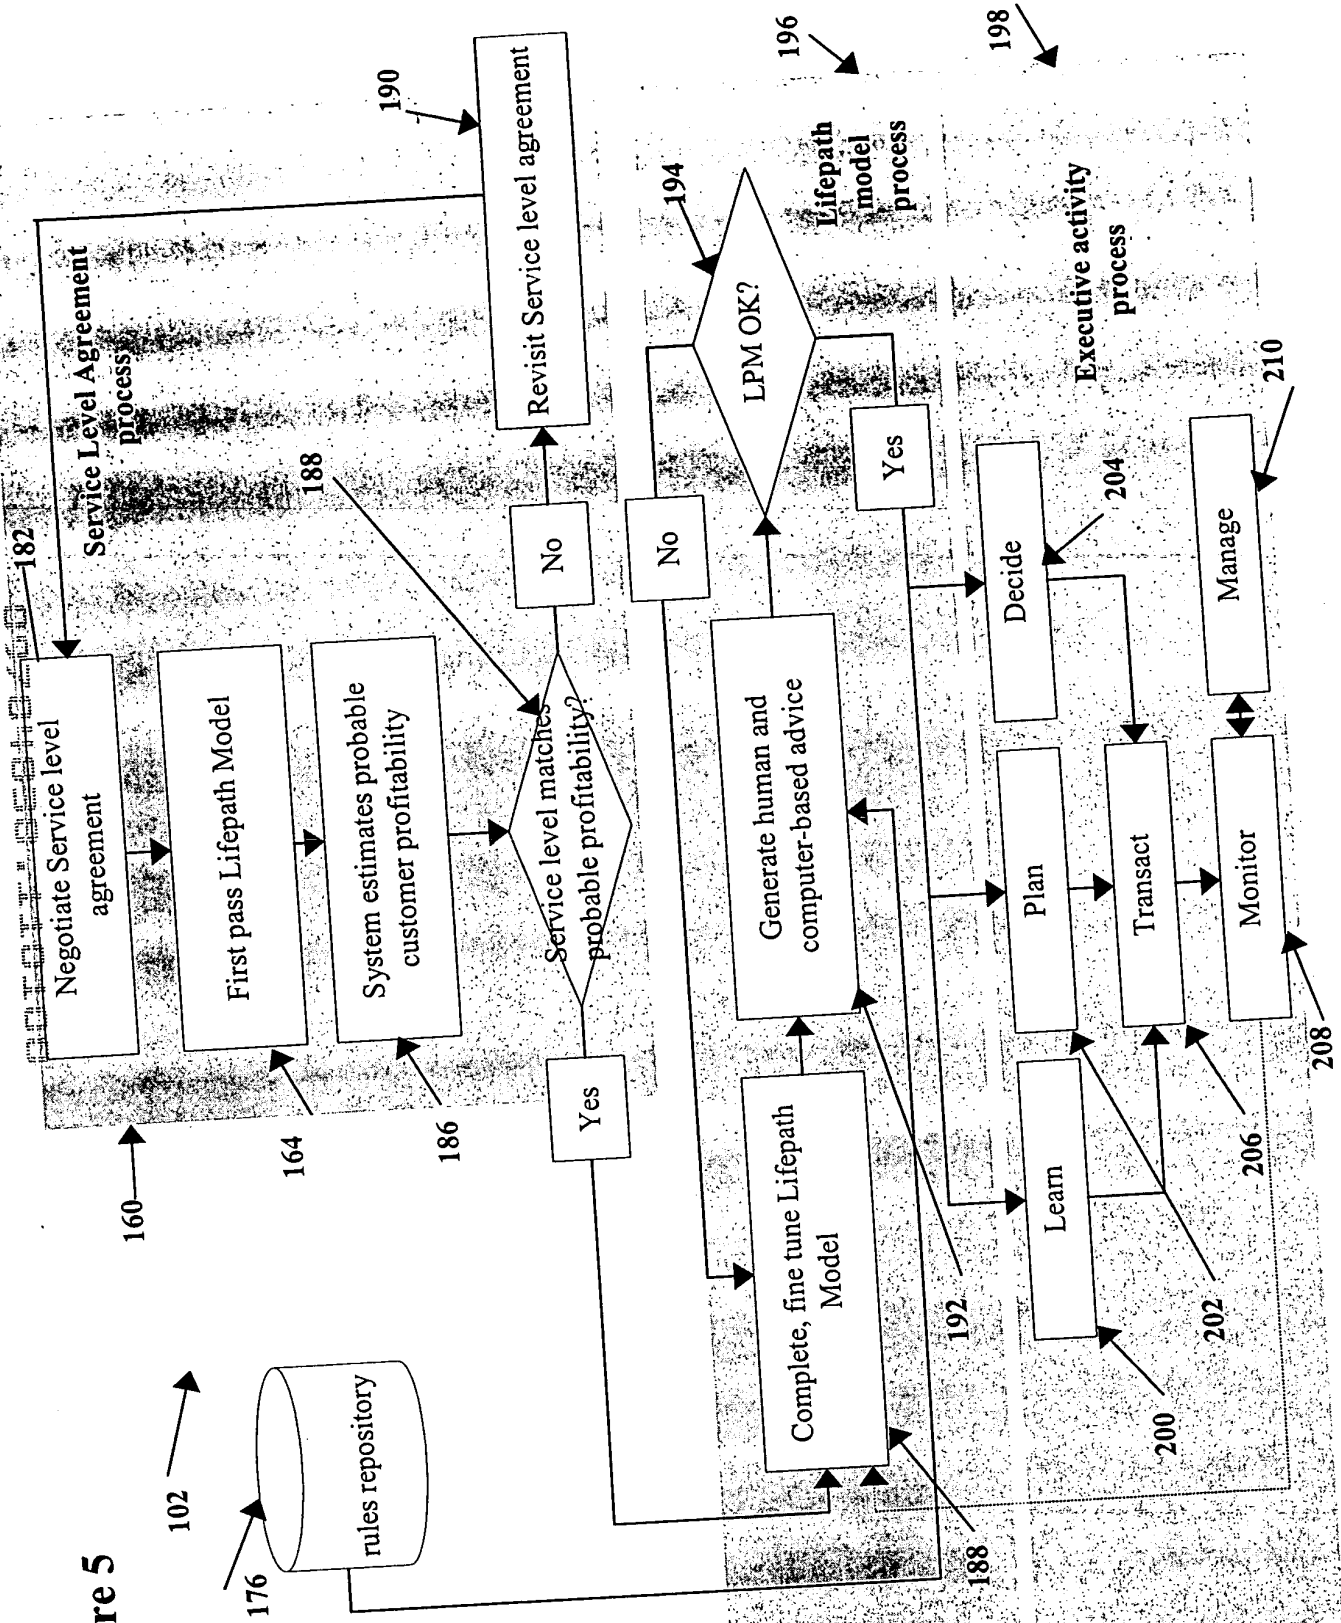 re 5
102
176
rules repository
160
182
Service Level Agreement
process
Negotiate Service level
agreement
164
First pass Lifepath Model
186
System estimates probable
customer profitability
188
Service level matches
probable profitability?
Yes
No
190
Revisit Service level agreement
196
Lifepath
model
process
188
Complete, fine tune Lifepath
Model
192
Generate human and
computer-based advice
194
LPM OK?
No
Yes
198
Executive activity
process
200
Learn
202
Plan
204
Decide
206
Transact
208
Monitor
210
Manage